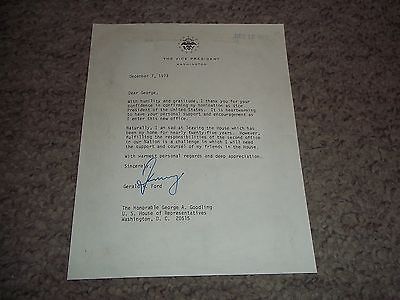 THE VICE PRESIDENT
WASHINGTON
December 7, 1973
Dear George,
With humility and gratitude, I thank you for your
confidence in confirming my nomination as Vice
President of the United States. It is heartwarming
to have your personal support and encouragement as
I enter this new office.
Naturally, I am sad at leaving the House which has
been my home for nearly twenty-five years. However,
fulfilling the responsibilities of the second office
in our Nation is a challenge in which I will need
the support and counsel of my friends in the House.
With warmest personal regards and deep appreciation.
Sincerely,
Jerry
Gerald R. Ford
The Honorable George A. Goodling
U. S. House of Representatives
Washington, D. C. 20515